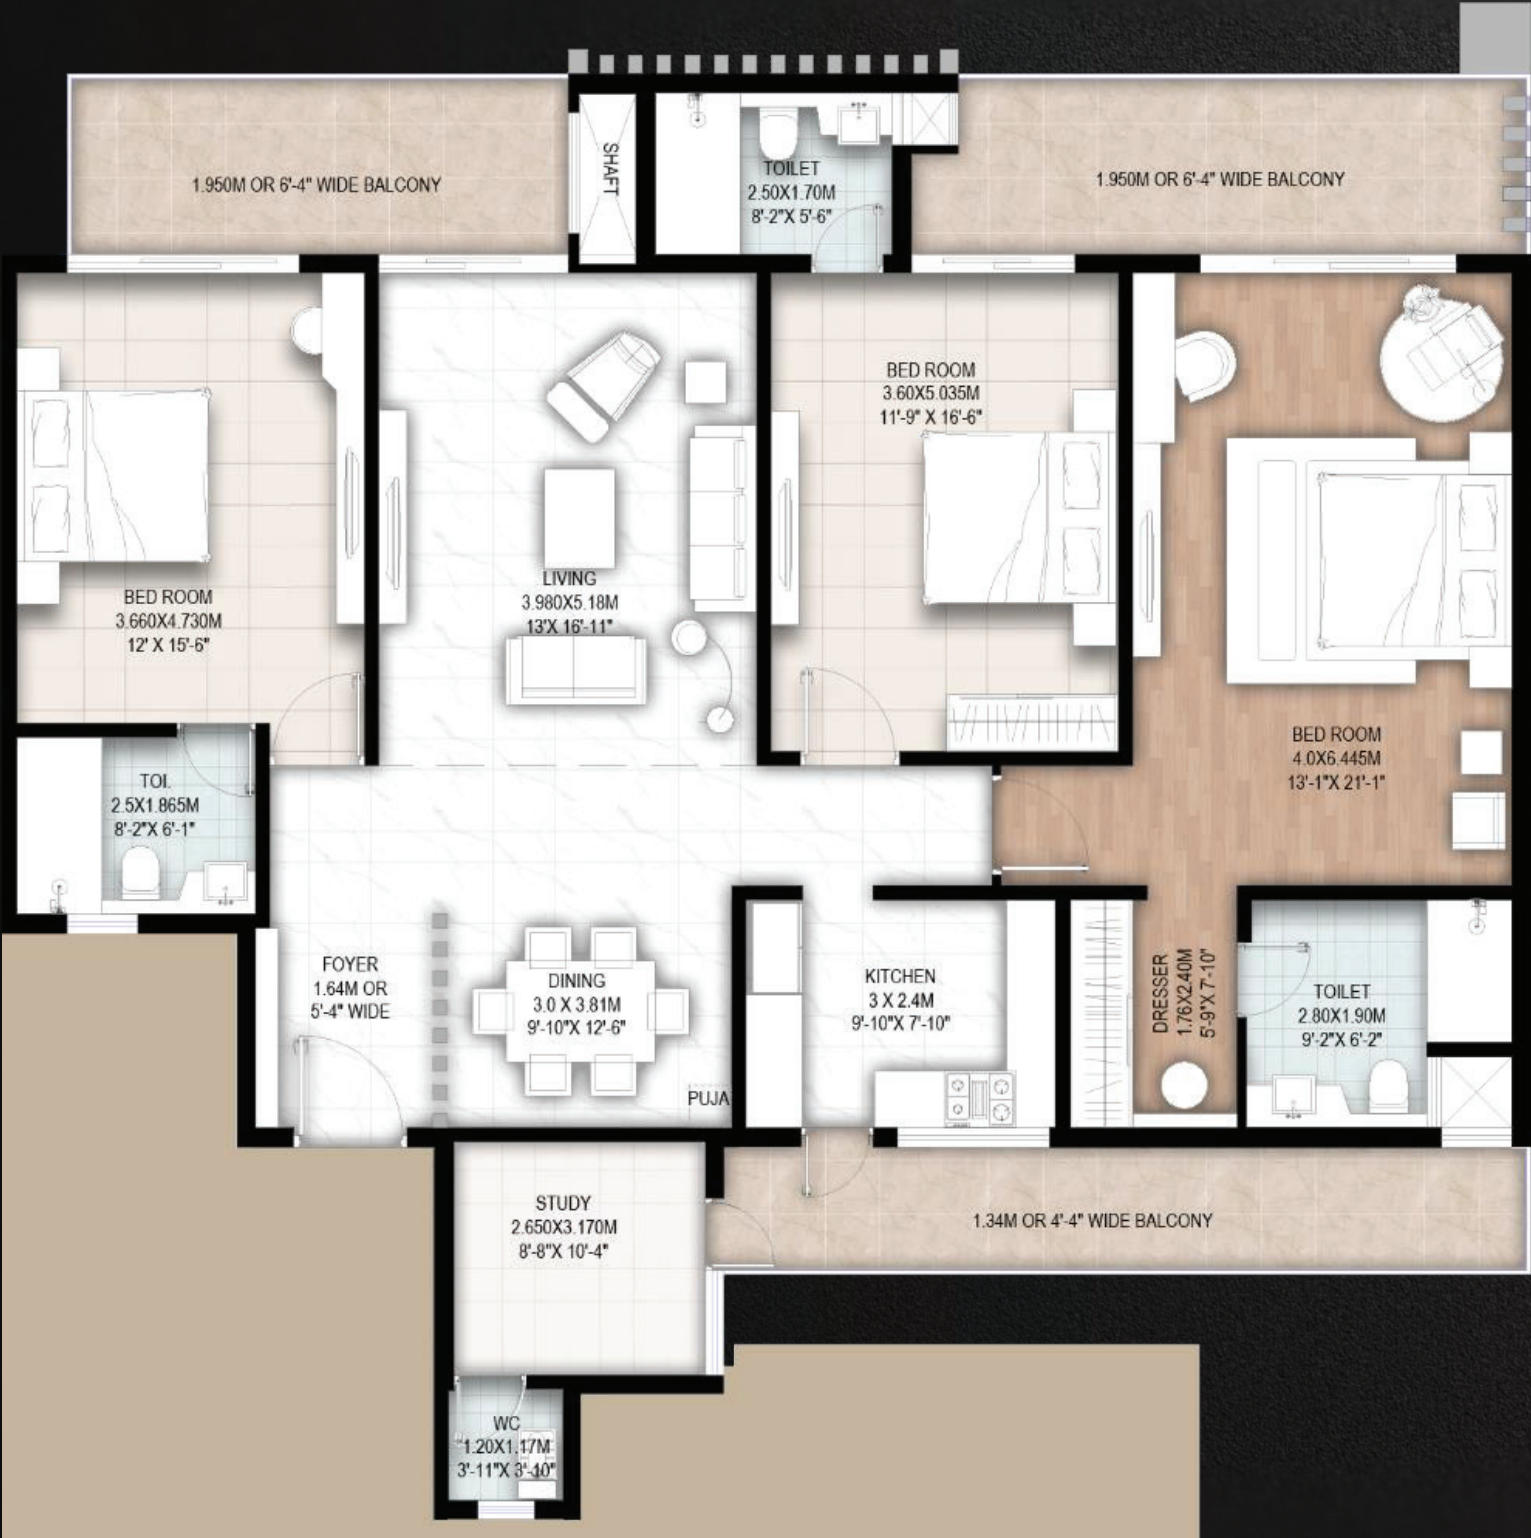 1.950M OR 6'-4" WIDE BALCONY
SHAFT
TOILET
2.50X1.70M
8'-2"X 5'-6"
1.950M OR 6'-4" WIDE BALCONY
BED ROOM
3.660X4.730M
12' X 15'-6"
LIVING
3.980X5.18M
13'X 16'-11"
BED ROOM
3.60X5.035M
11'-9" X 16'-6"
BED ROOM
4.0X6.445M
13'-1"X 21'-1"
TOI.
2.5X1.865M
8'-2"X 6'-1"
FOYER
1.64M OR
5'-4" WIDE
DINING
3.0 X 3.81M
9'-10"X 12'-6"
PUJA
KITCHEN
3 X 2.4M
9'-10"X 7'-10"
DRESSER
1.76X2.40M
5'-9"X 7'-10"
TOILET
2.80X1.90M
9'-2"X 6'-2"
STUDY
2.650X3.170M
8'-8"X 10'-4"
1.34M OR 4'-4" WIDE BALCONY
WC
1.20X1.17M
3'-11"X 3'-10"